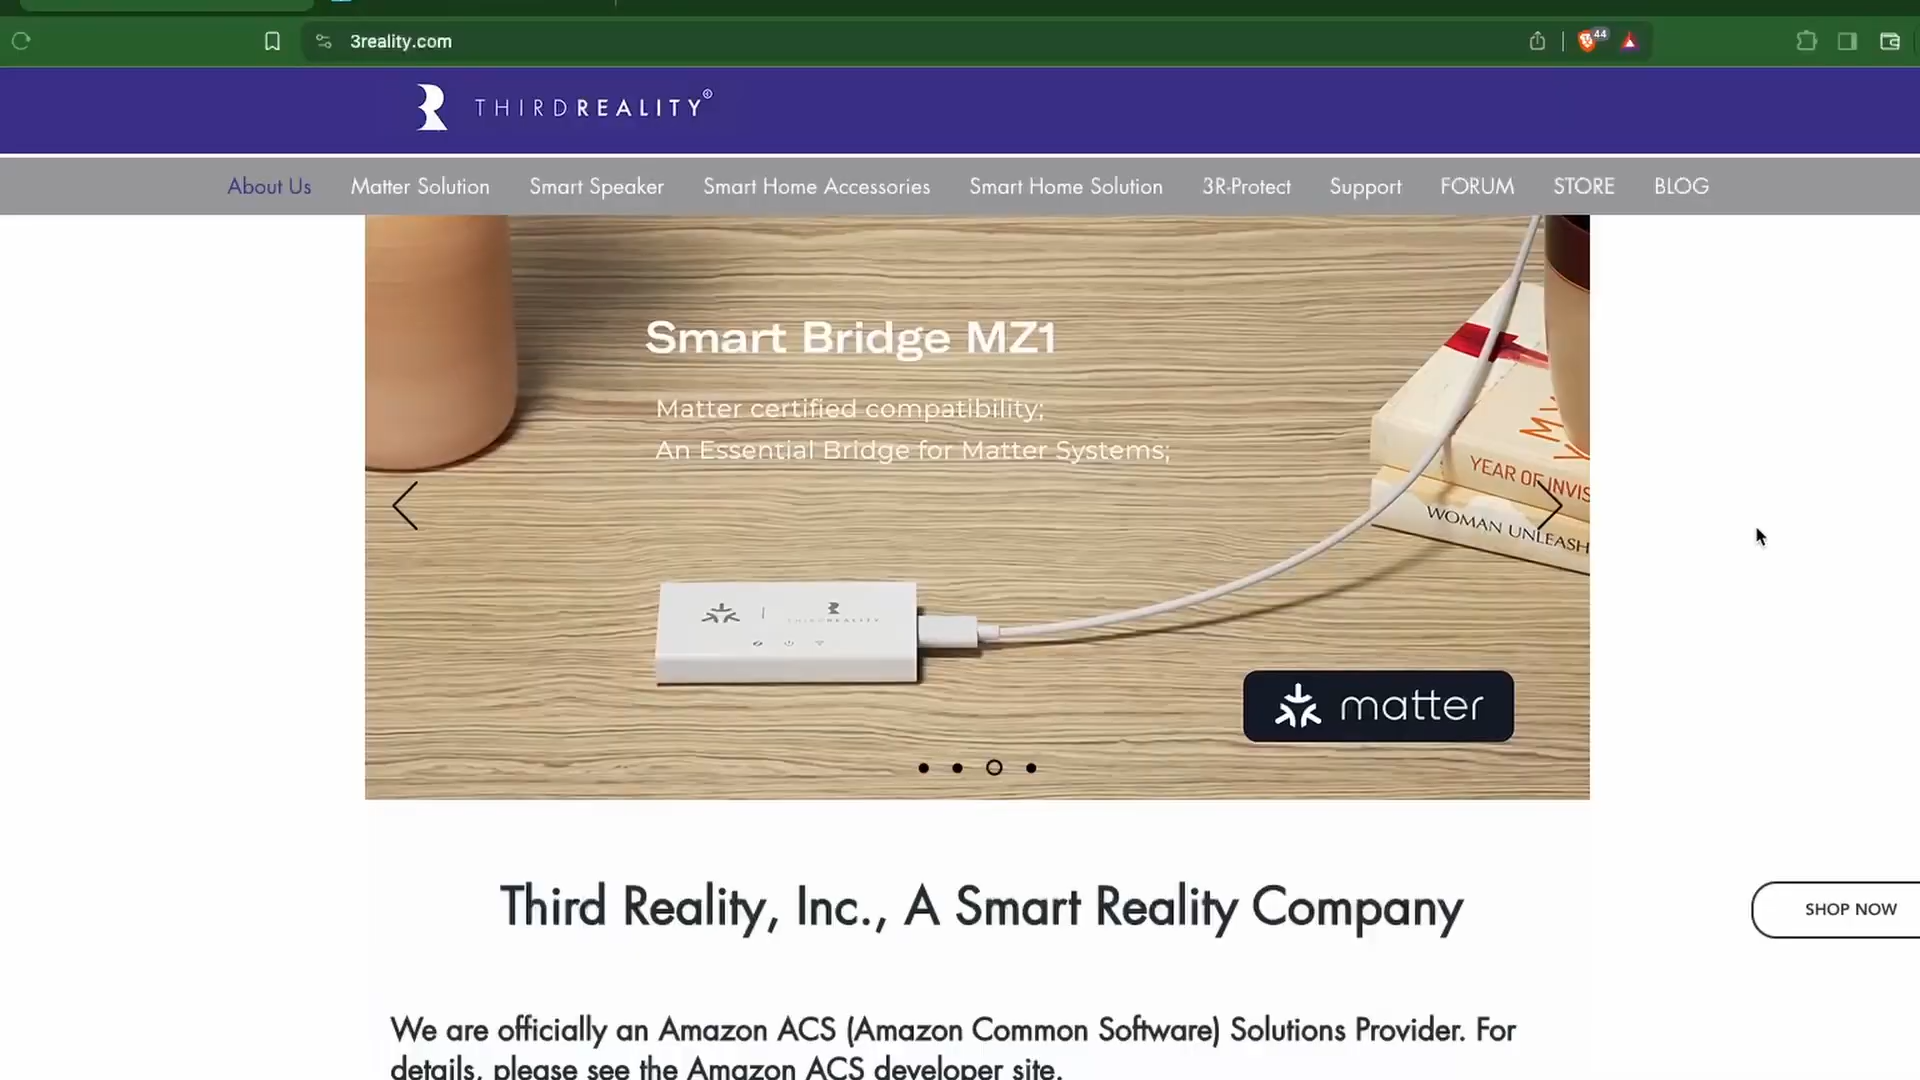 3reality.com
44
THIRDREALITY
About Us Matter Solution Smart Speaker Smart Home Accessories Smart Home Solution 3R-Protect Support FORUM STORE BLOG
Smart Bridge MZ1
Matter certified compatibility;
An Essential Bridge for Matter Systems;
YEAR OF INVIS
WOMAN UNLEASH
THIRDREALITY
matter
Third Reality, Inc., A Smart Reality Company
SHOP NOW
We are officially an Amazon ACS (Amazon Common Software) Solutions Provider. For
details, please see the Amazon ACS developer site.